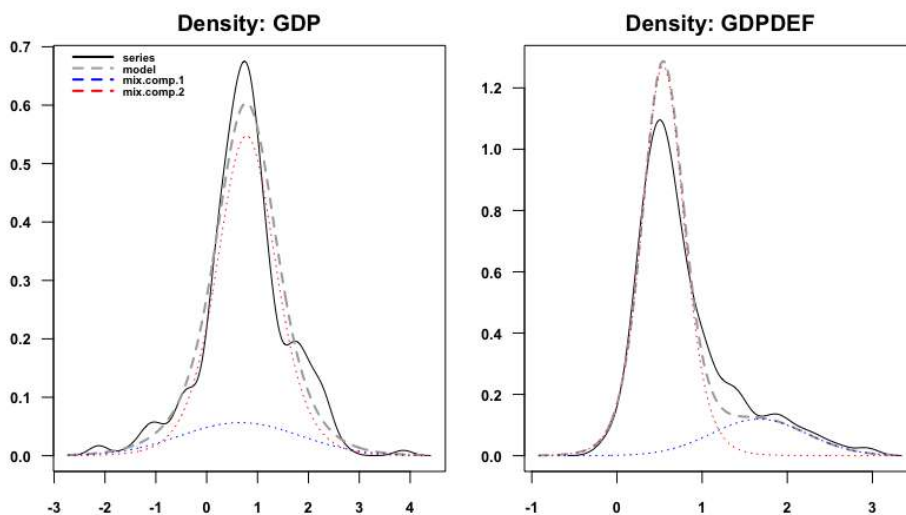 Density: GDP
0.7
0.6
0.5
0.4
0.3
0.2
0.1
0.0
series
model
mix.comp.1
mix.comp.2
-3 -2 -1 0 1 2 3 4
Density: GDPDEF
1.2
1.0
0.8
0.6
0.4
0.2
0.0
-1 0 1 2 3